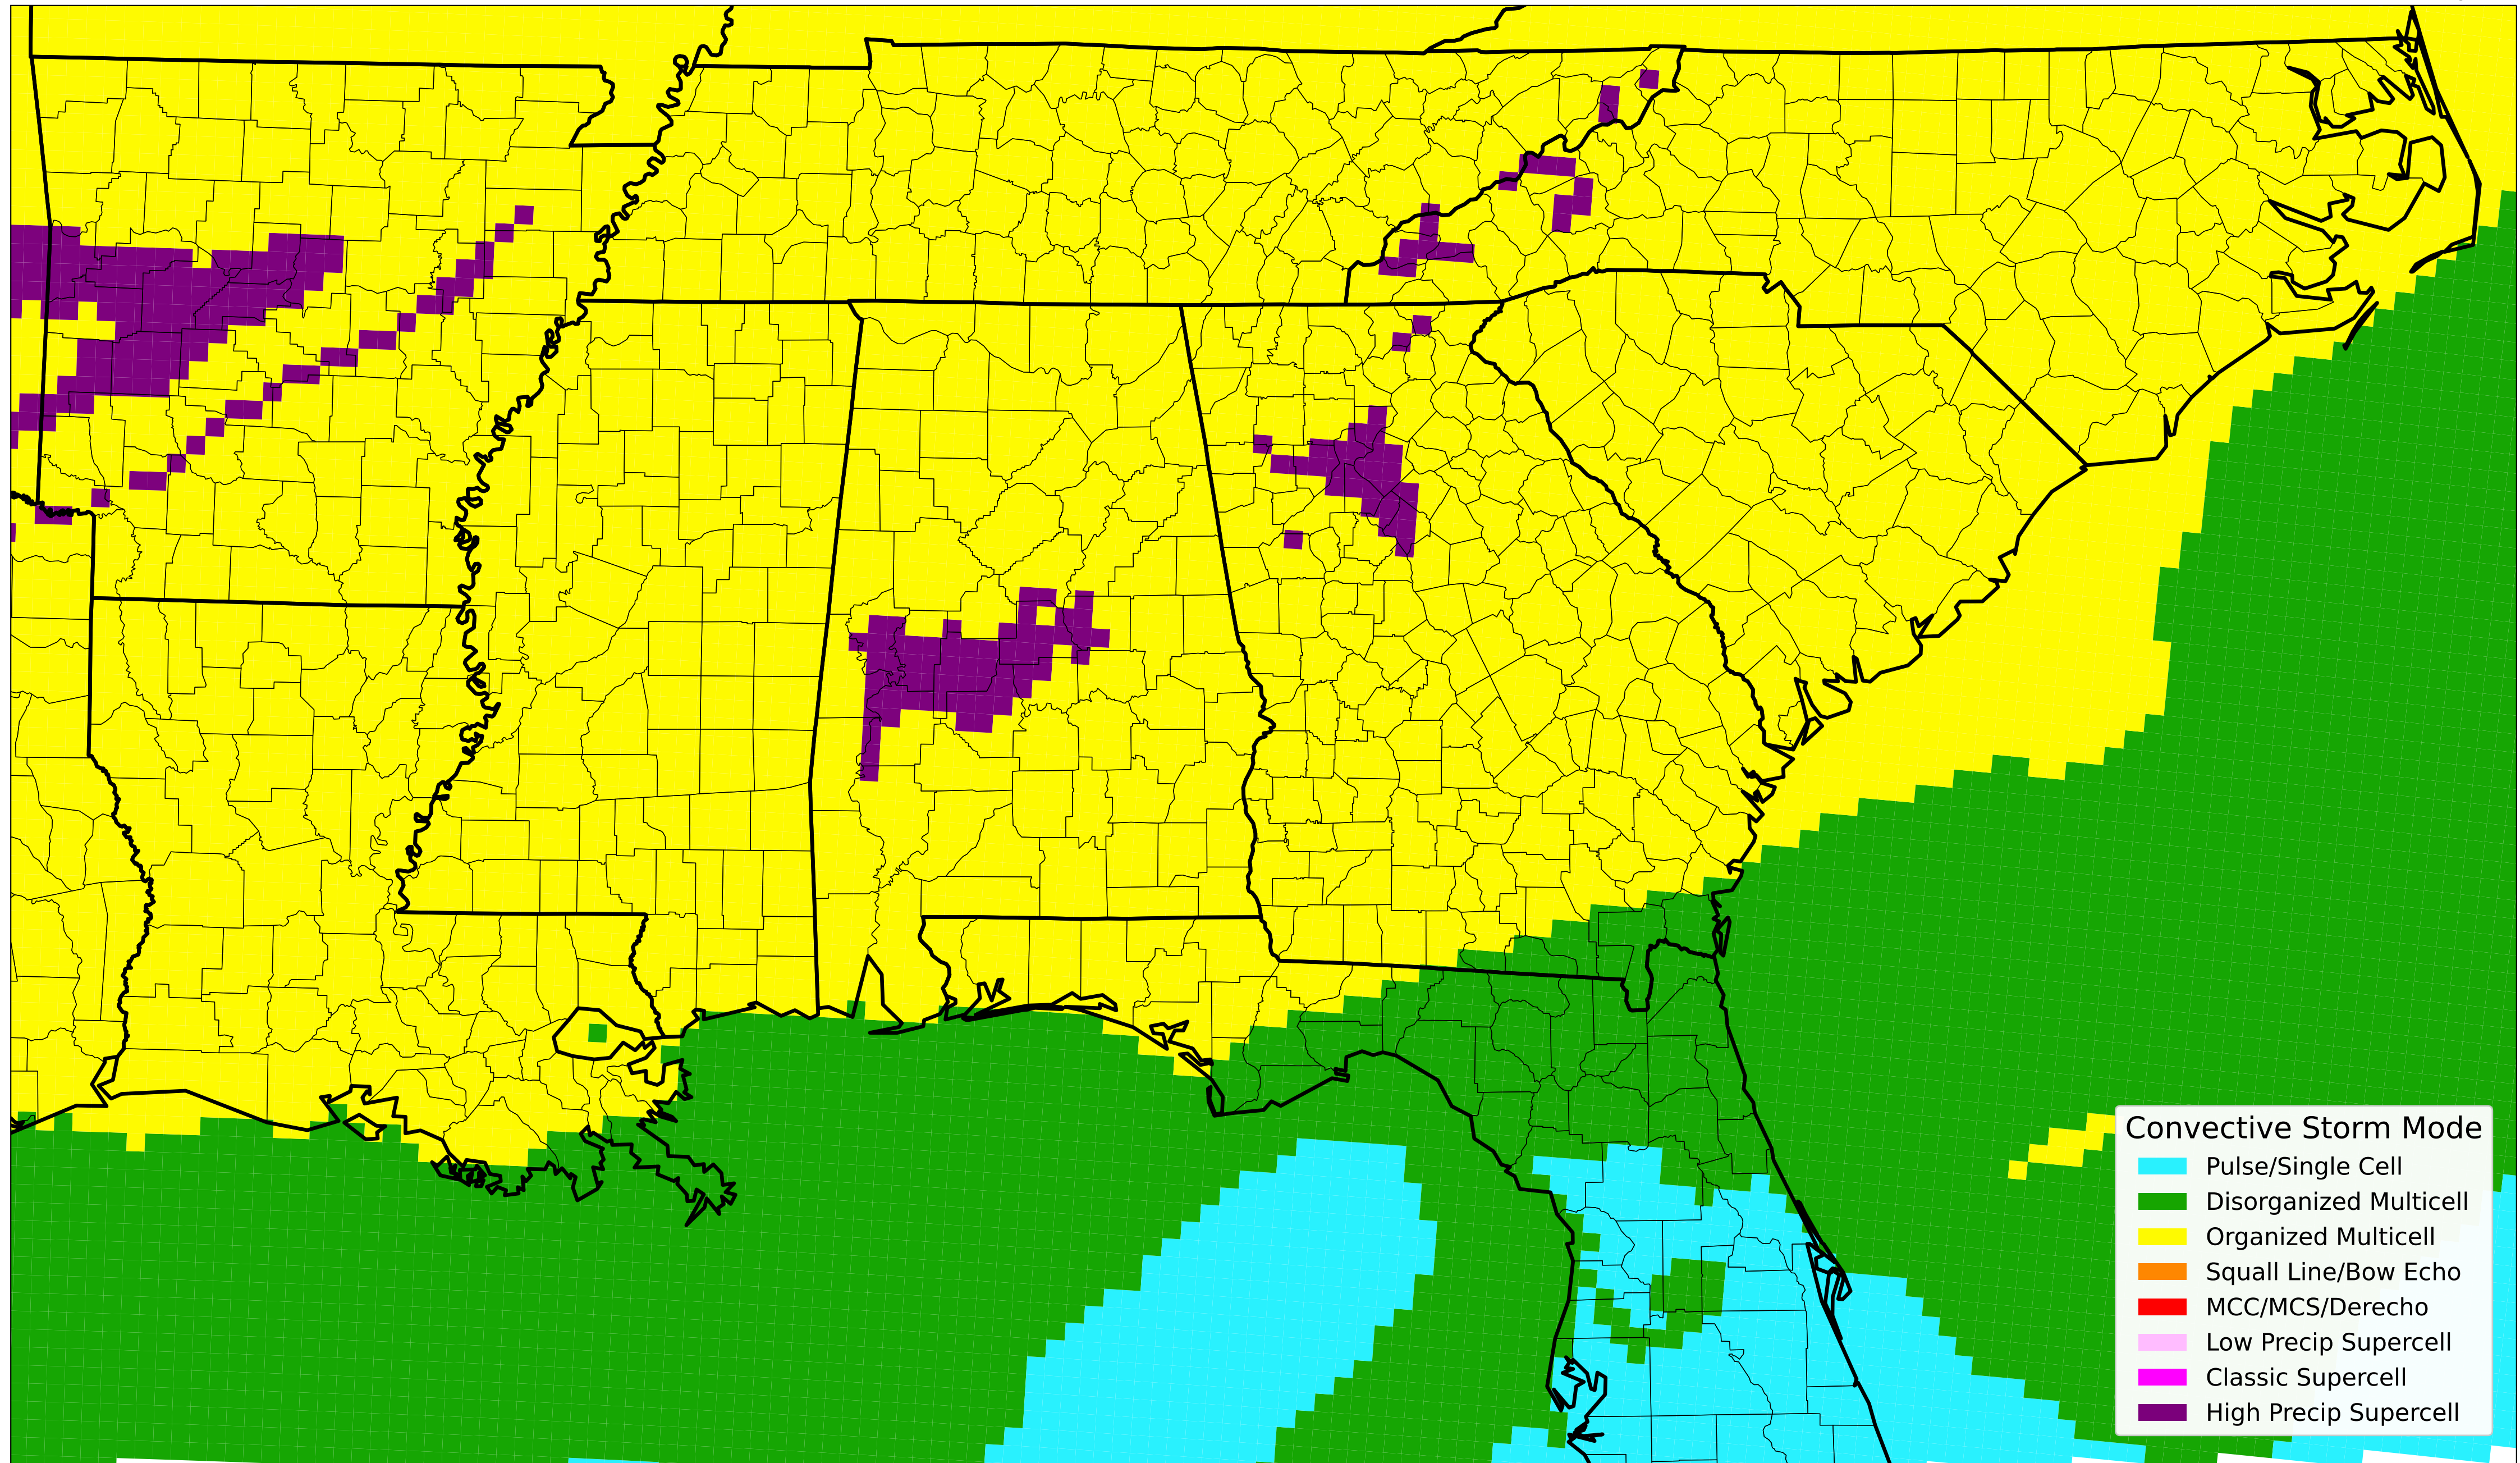 Convective Storm Mode
Pulse/Single Cell
Disorganized Multicell
Organized Multicell
Squall Line/Bow Echo
MCC/MCS/Derecho
Low Precip Supercell
Classic Supercell
High Precip Supercell